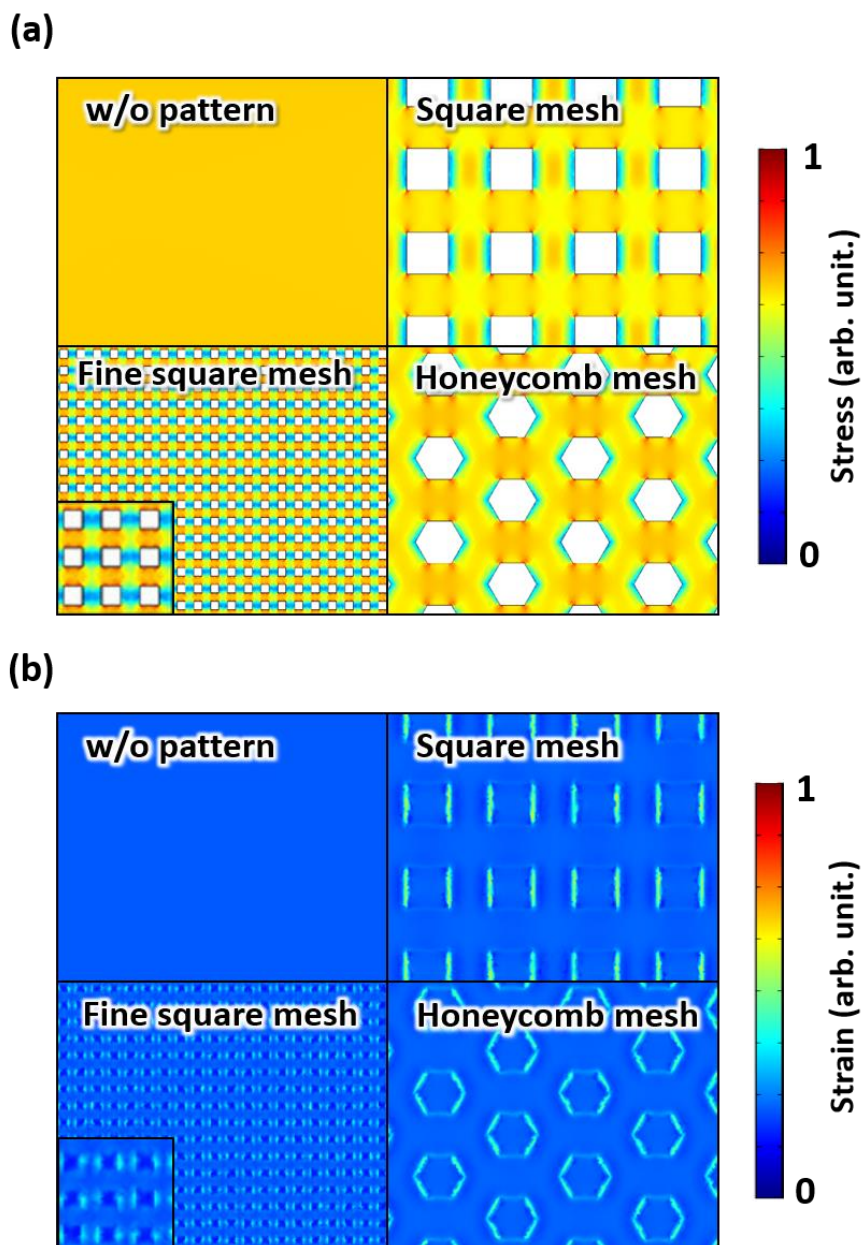 (a)
w/o pattern
Square mesh
Fine square mesh
Honeycomb mesh
1
Stress (arb. unit.)
0
(b)
w/o pattern
Square mesh
Fine square mesh
Honeycomb mesh
1
Strain (arb. unit.)
0